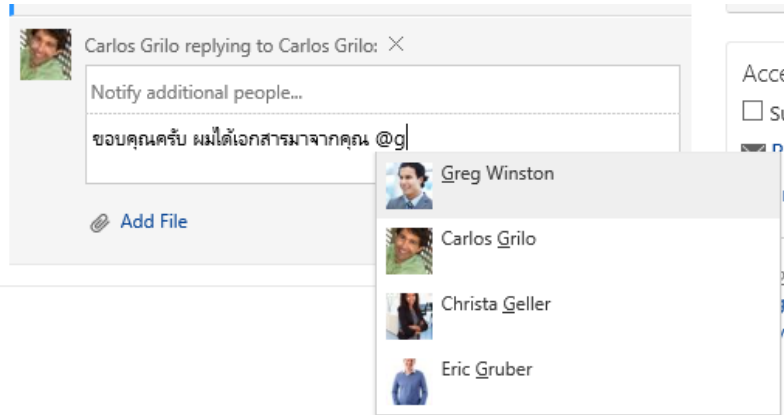 Carlos Grilo replying to Carlos Grilo:
Notify additional people...
ขอบคุณครับ ผมได้เอกสารมาจากคุณ @g
Add File
Greg Winston
Carlos Grilo
Christa Geller
Eric Gruber